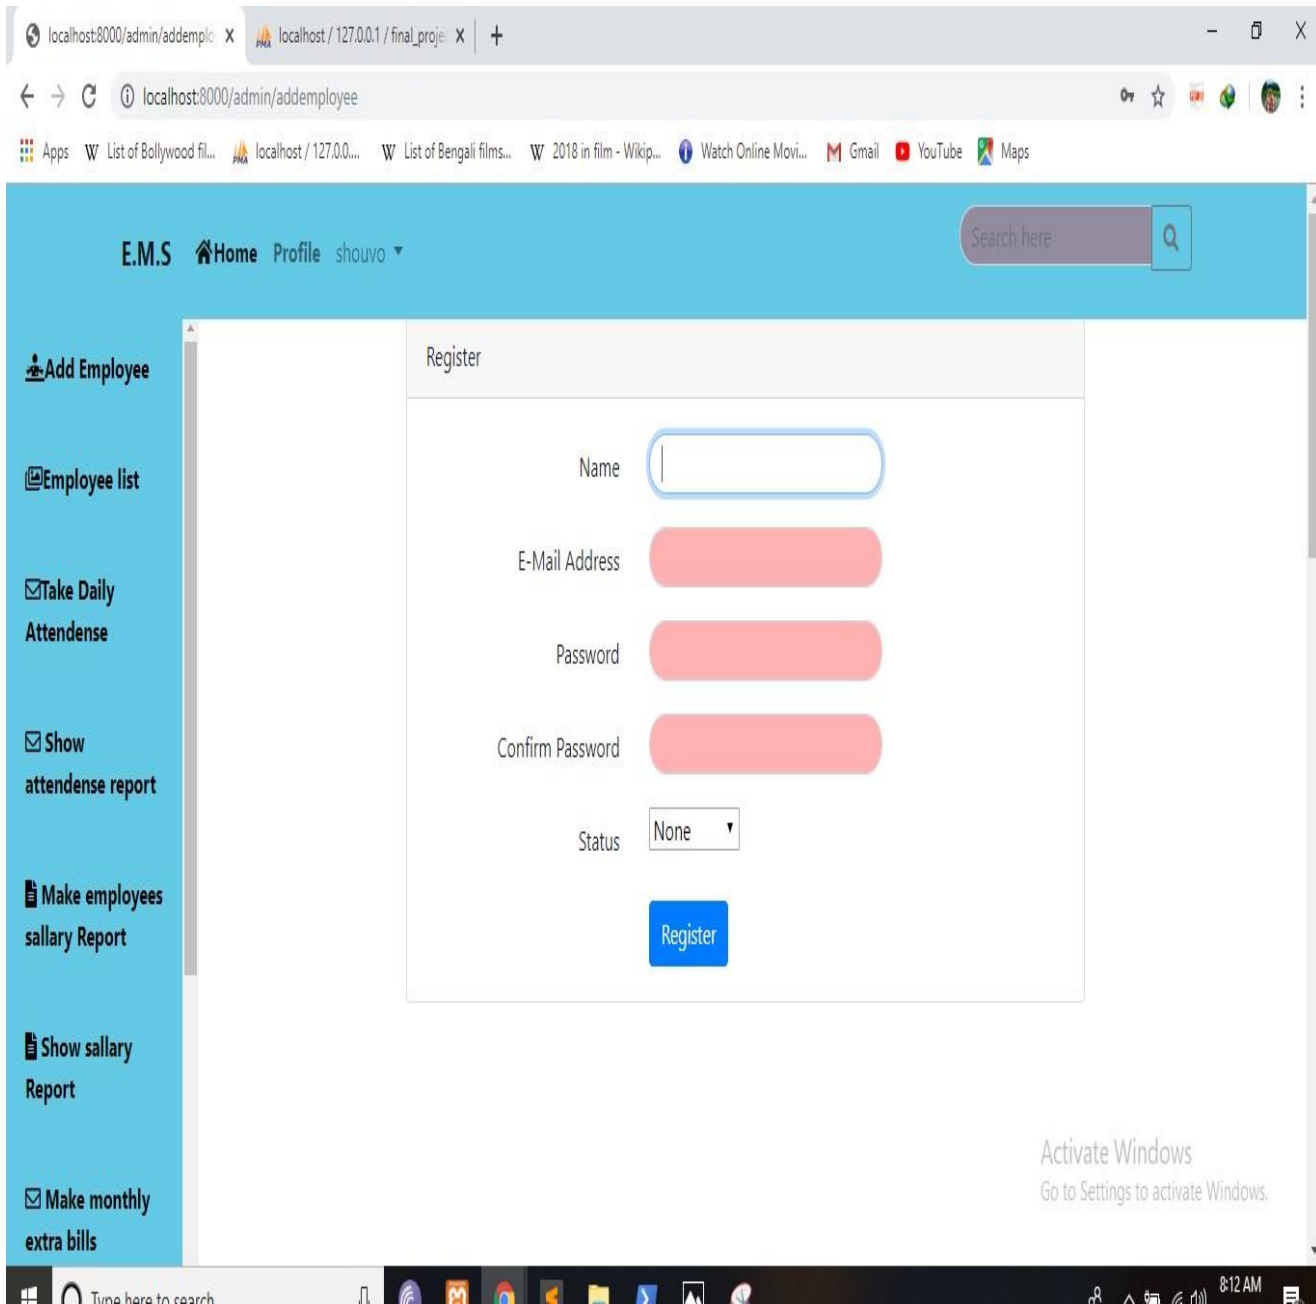 localhost:8000/admin/addemplo
localhost / 127.0.0.1 / final_proje
localhost:8000/admin/addemployee
Apps
List of Bollywood fil...
localhost / 127.0.0....
List of Bengali films...
2018 in film - Wikip...
Watch Online Movi...
Gmail
YouTube
Maps
E.M.S
Home
Profile
shouvo
Search here
Add Employee
Employee list
Take Daily
Attendense
Show
attendense report
Make employees
sallary Report
Show sallary
Report
Make monthly
extra bills
Register
Name
E-Mail Address
Password
Confirm Password
Status
None
Register
Activate Windows
Go to Settings to activate Windows.
Type here to search
8:12 AM